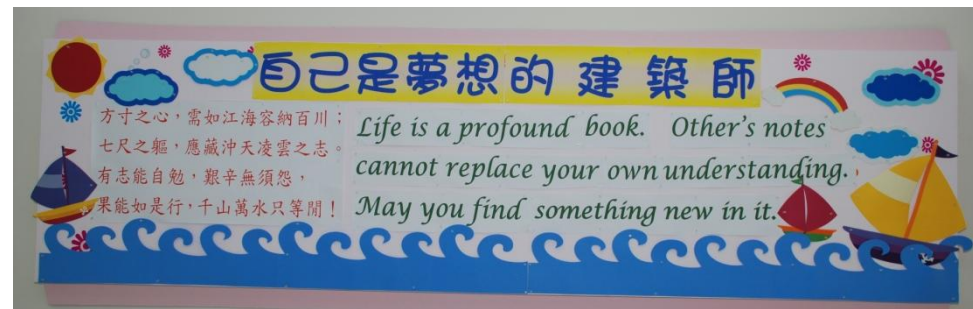 自己是夢想的建築師
方寸之心，需如江海容納百川；
七尺之軀，應藏沖天凌雲之志。
有志能自勉，艱辛無須怨，
果能如是行，千山萬水只等閒！
Life is a profound book. Other's notes
cannot replace your own understanding.
May you find something new in it.